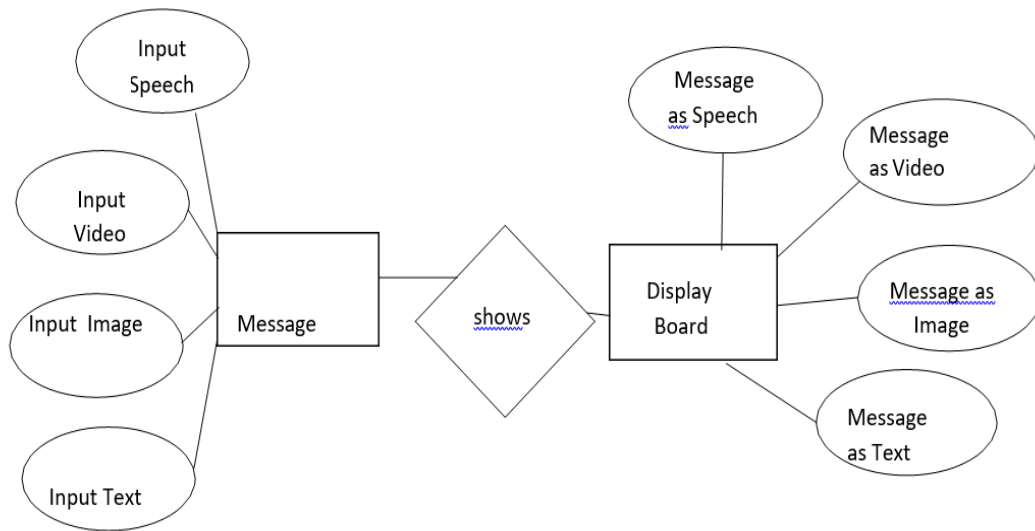 Input
Speech
Input
Video
Input Image
Input Text
Message
shows
Display
Board
Message
as Speech
Message
as Video
Message as
Image
Message
as Text